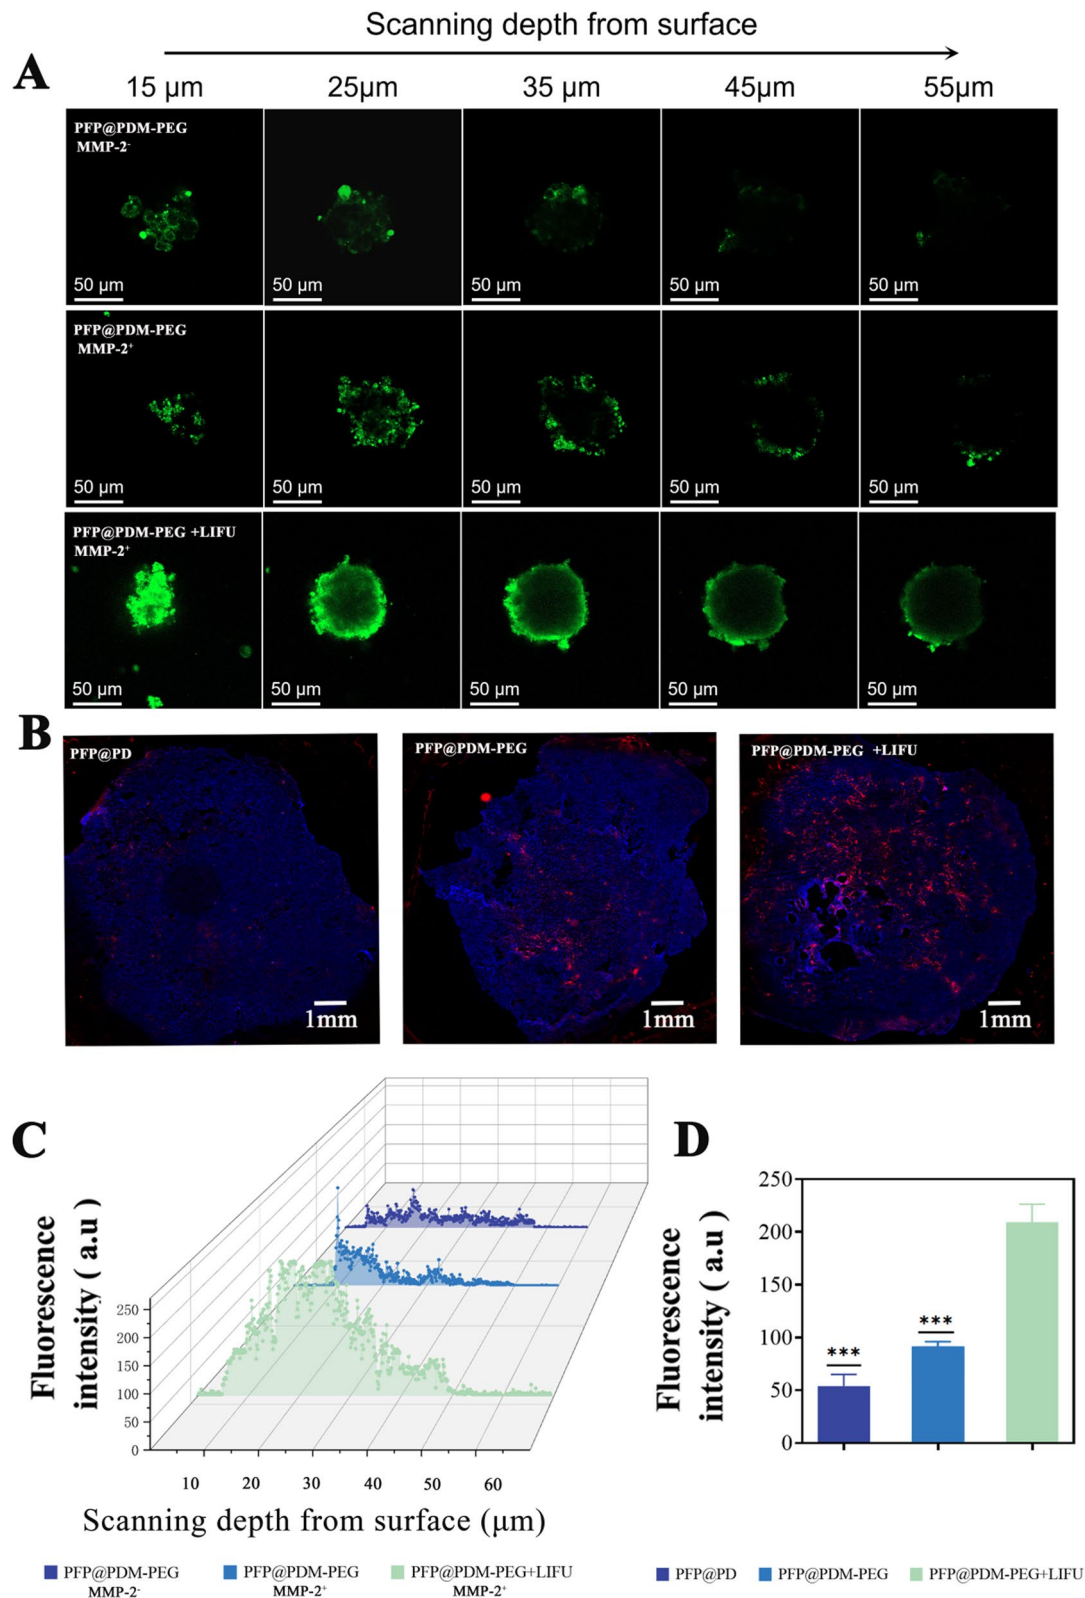 Scanning depth from surface
A
15 μm 25μm 35 μm 45μm 55μm
PFP@PDM-PEG
MMP-2⁻
50 μm 50 μm 50 μm 50 μm 50 μm
PFP@PDM-PEG
MMP-2⁺
50 μm 50 μm 50 μm 50 μm 50 μm
PFP@PDM-PEG +LIFU
MMP-2⁺
50 μm 50 μm 50 μm 50 μm 50 μm
B
PFP@PD PFP@PDM-PEG PFP@PDM-PEG +LIFU
1mm 1mm 1mm
C
Fluorescence
intensity ( a.u )
250
200
150
100
50
0
10 20 30 40 50 60
Scanning depth from surface (μm)
PFP@PDM-PEG PFP@PDM-PEG PFP@PDM-PEG+LIFU
MMP-2⁻ MMP-2⁺ MMP-2⁺
D
Fluorescence
intensity ( a.u )
250
200
150
100
50
0
*** ***
PFP@PD PFP@PDM-PEG PFP@PDM-PEG+LIFU